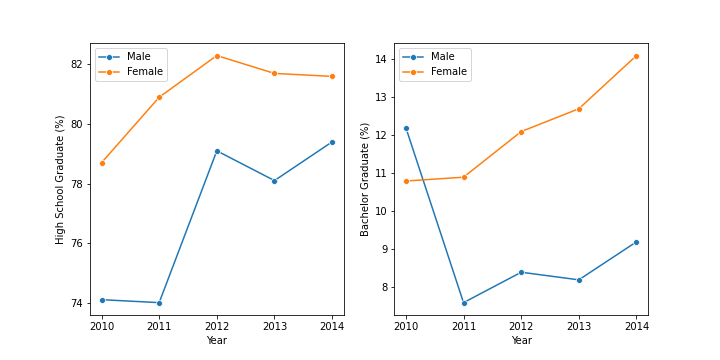 Male
Female
82
80
78
76
74
High School Graduate (%)
2010 2011 2012 2013 2014
Year
Male
Female
14
13
12
11
10
9
8
Bachelor Graduate (%)
2010 2011 2012 2013 2014
Year